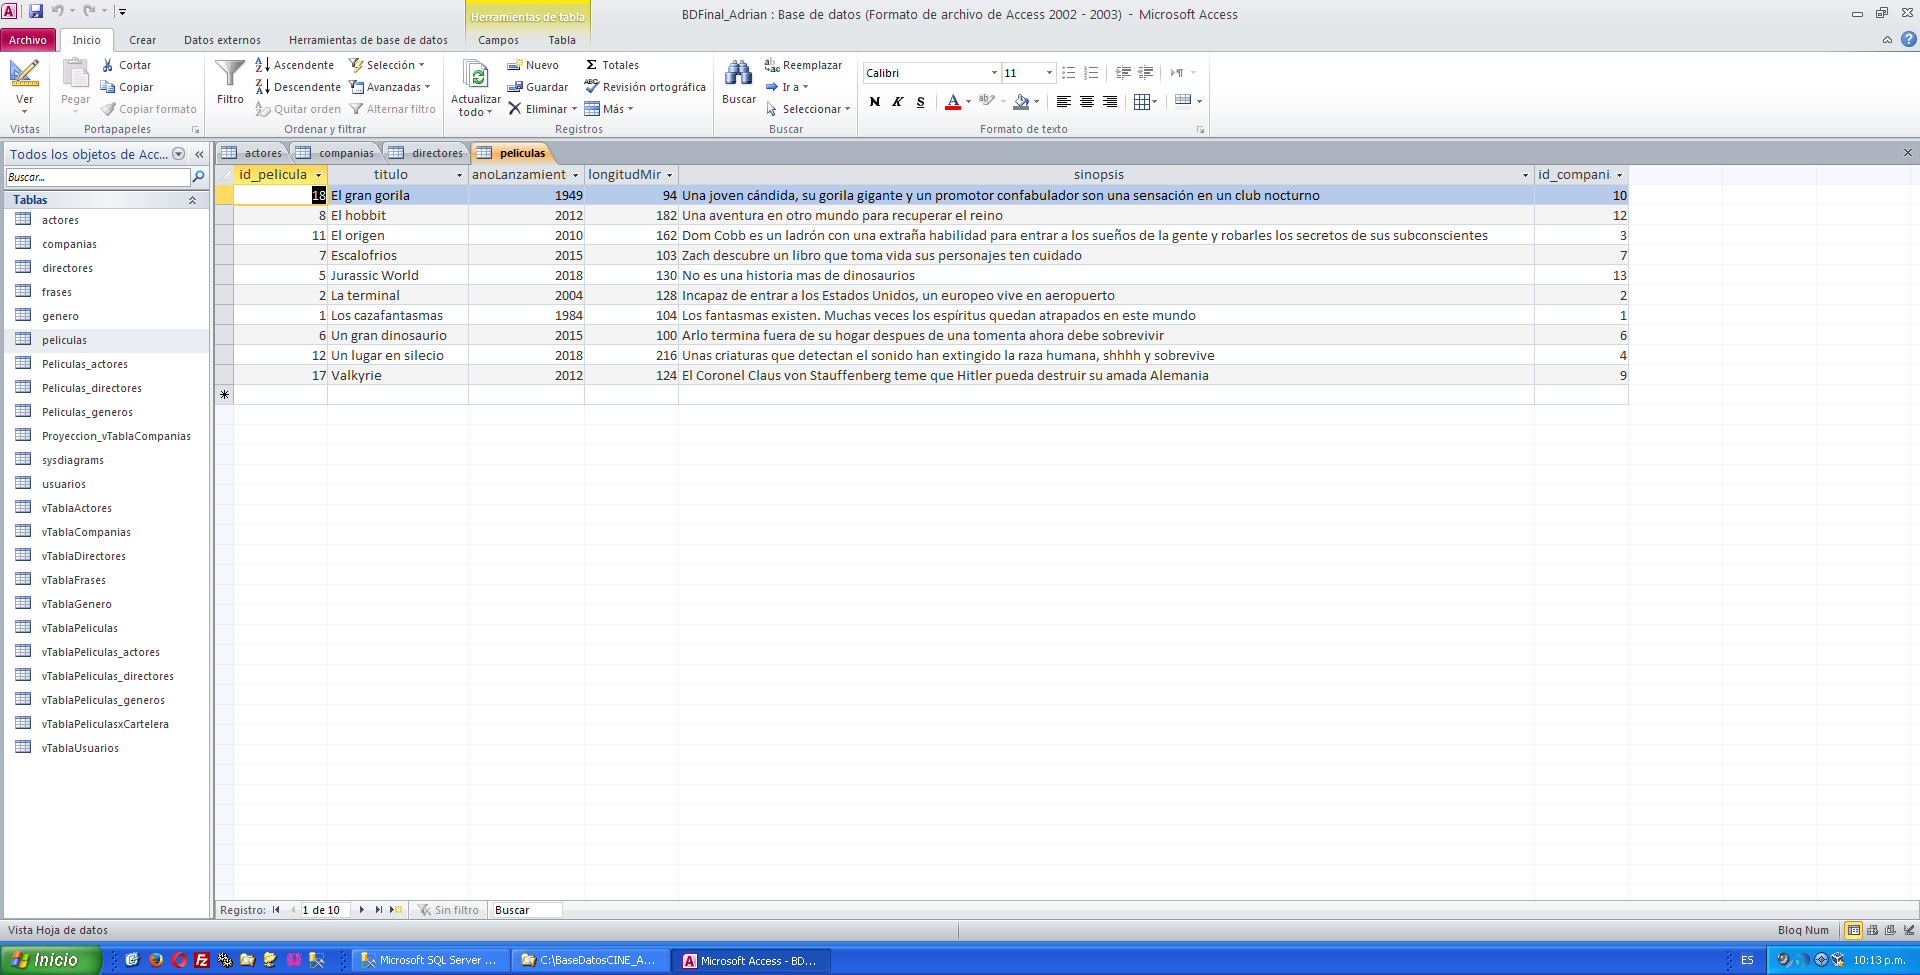 BDFinal_Adrian : Base de datos (Formato de archivo de Access 2002 - 2003) - Microsoft Access
Herramientas de tabla
Archivo Inicio Crear Datos externos Herramientas de base de datos Campos Tabla
Ver
Vistas
Pegar
Cortar
Copiar
Copiar formato
Portapapeles
Filtro
Ascendente
Descendente
Quitar orden
Selección
Avanzadas
Alternar filtro
Ordenar y filtrar
Actualizar
todo
Nuevo
Guardar
Eliminar
Totales
Revisión ortográfica
Más
Registros
Buscar
Reemplazar
Ir a
Seleccionar
Buscar
Calibri 11
N K S
Formato de texto
Todos los objetos de Acc...
Buscar...
Tablas
actores
companias
directores
frases
genero
peliculas
Peliculas_actores
Peliculas_directores
Peliculas_generos
Proyeccion_vTablaCompanias
sysdiagrams
usuarios
vTablaActores
vTablaCompanias
vTablaDirectores
vTablaFrases
vTablaGenero
vTablaPeliculas
vTablaPeliculas_actores
vTablaPeliculas_directores
vTablaPeliculas_generos
vTablaPeliculasxCartelera
vTablaUsuarios
actores companias directores peliculas
id_pelicula titulo anoLanzamient longitudMir sinopsis id_compani
18 El gran gorila 1949 94 Una joven cándida, su gorila gigante y un promotor confabulador son una sensación en un club nocturno 10
8 El hobbit 2012 182 Una aventura en otro mundo para recuperar el reino 12
11 El origen 2010 162 Dom Cobb es un ladrón con una extraña habilidad para entrar a los sueños de la gente y robarles los secretos de sus subconscientes 3
7 Escalofrios 2015 103 Zach descubre un libro que toma vida sus personajes ten cuidado 7
5 Jurassic World 2018 130 No es una historia mas de dinosaurios 13
2 La terminal 2004 128 Incapaz de entrar a los Estados Unidos, un europeo vive en aeropuerto 2
1 Los cazafantasmas 1984 104 Los fantasmas existen. Muchas veces los espíritus quedan atrapados en este mundo 1
6 Un gran dinosaurio 2015 100 Arlo termina fuera de su hogar despues de una tomenta ahora debe sobrevivir 6
12 Un lugar en silecio 2018 216 Unas criaturas que detectan el sonido han extingido la raza humana, shhhh y sobrevive 4
17 Valkyrie 2012 124 El Coronel Claus von Stauffenberg teme que Hitler pueda destruir su amada Alemania 9
Registro: 1 de 10 Sin filtro Buscar
Vista Hoja de datos Bloq Num
Inicio Microsoft SQL Server ... C:\BaseDatosCINE_A... Microsoft Access - BD... ES 10:13 p.m.